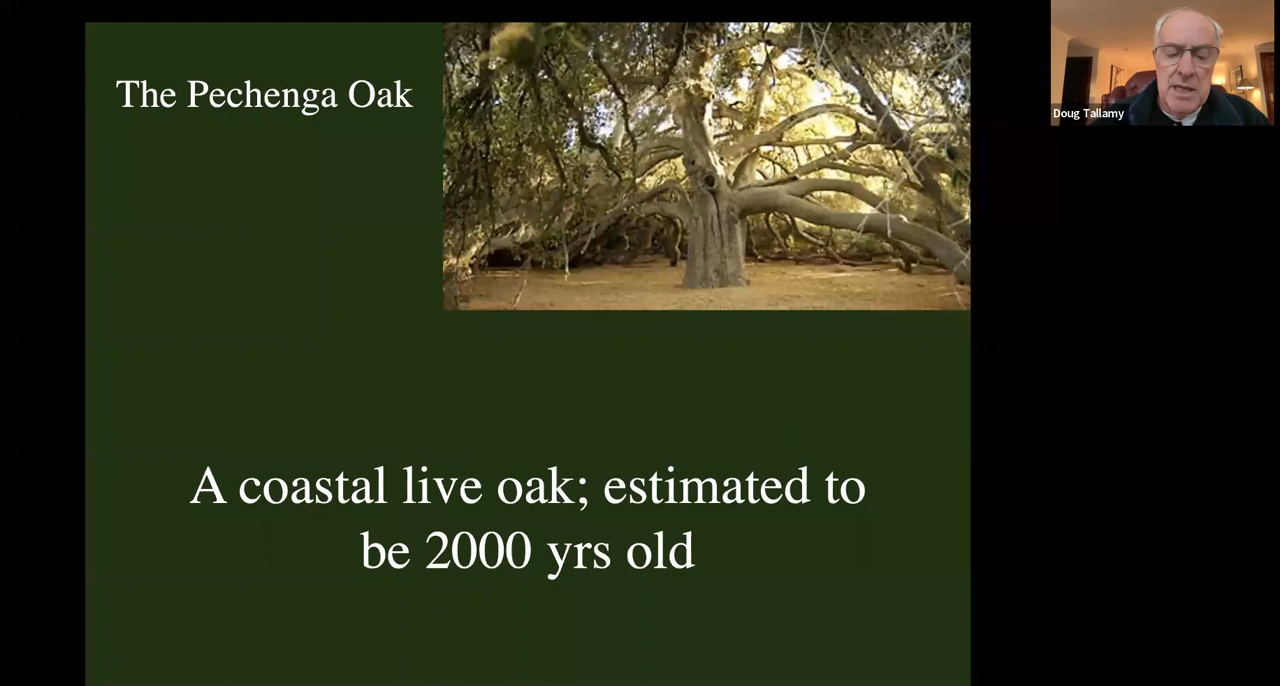 The Pechenga Oak
Doug Tallamy
A coastal live oak; estimated to
be 2000 yrs old